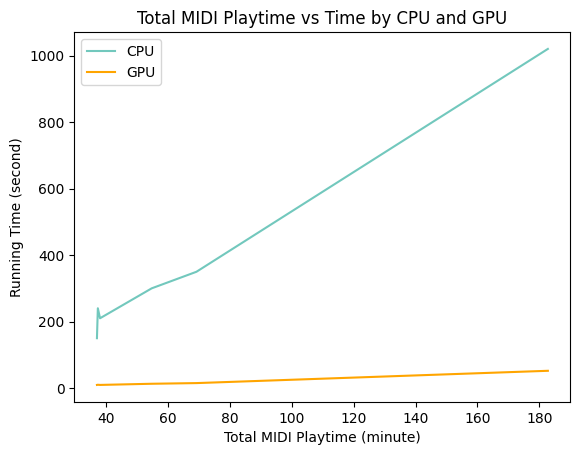 Total MIDI Playtime vs Time by CPU and GPU
CPU
GPU
1000
800
600
400
200
0
Running Time (second)
40 60 80 100 120 140 160 180
Total MIDI Playtime (minute)